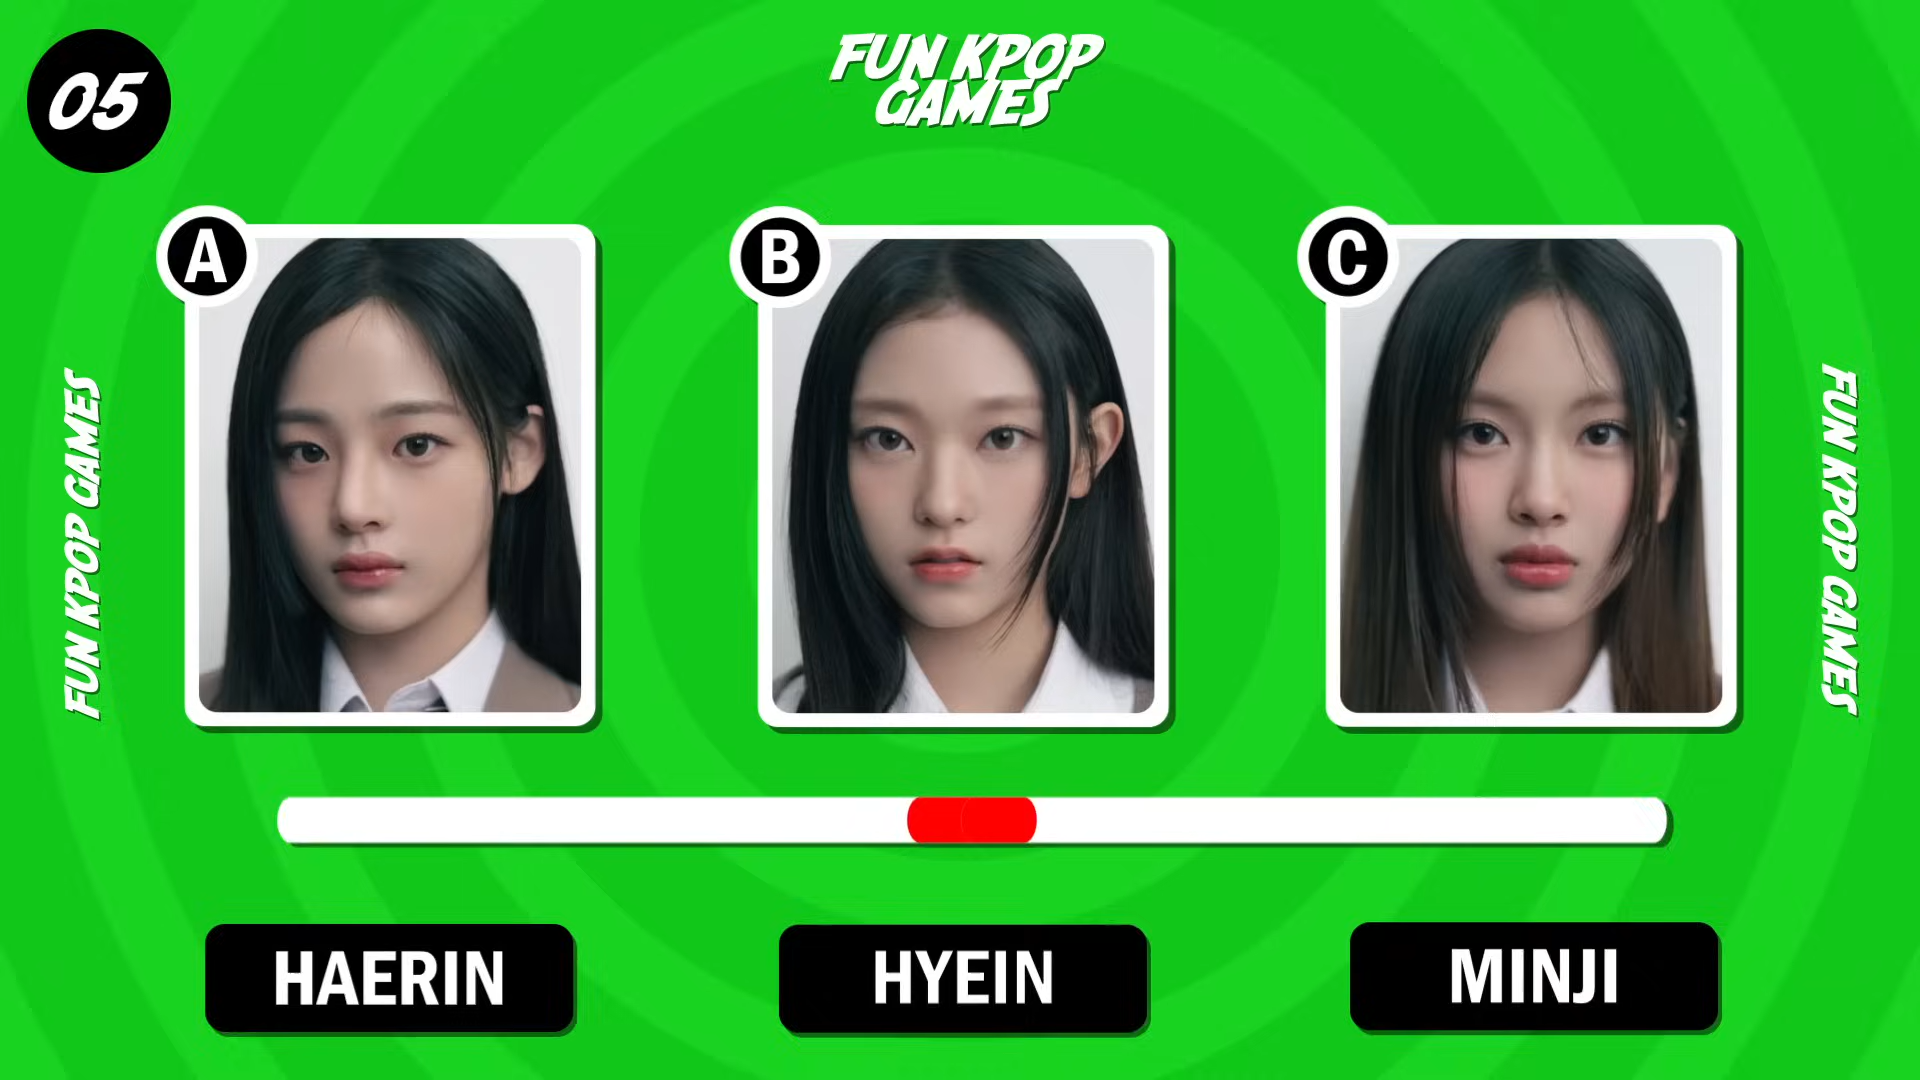 05
FUN KPOP
GAMES
A
B
C
FUN KPOP GAMES
FUN KPOP GAMES
HAERIN
HYEIN
MINJI